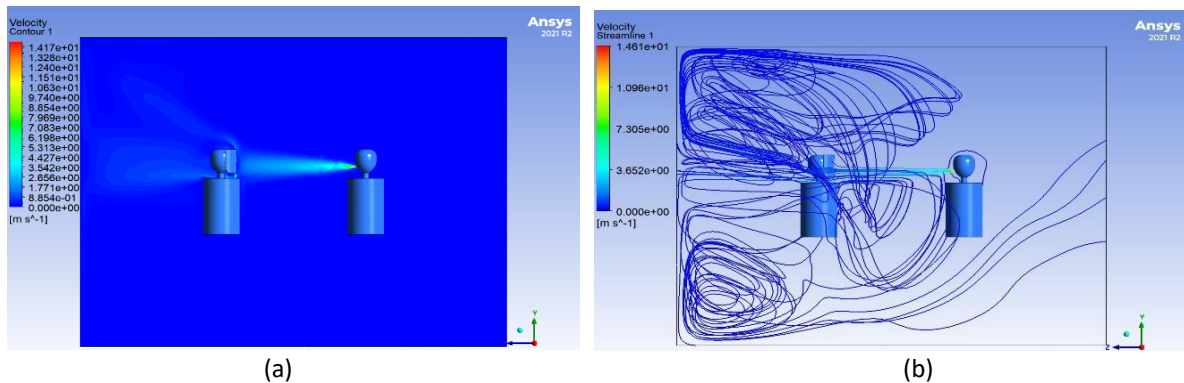 Velocity
Contour 1
1.417e+01
1.328e+01
1.240e+01
1.151e+01
1.063e+01
9.740e+00
8.854e+00
7.969e+00
7.083e+00
6.198e+00
5.313e+00
4.427e+00
3.542e+00
2.656e+00
1.771e+00
8.854e-01
0.000e+00
[m s^-1]
Ansys
2021 R2
Y
(a)
Velocity
Streamline 1
1.461e+01
1.096e+01
7.305e+00
3.652e+00
0.000e+00
[m s^-1]
Ansys
2021 R2
Y
Z
(b)